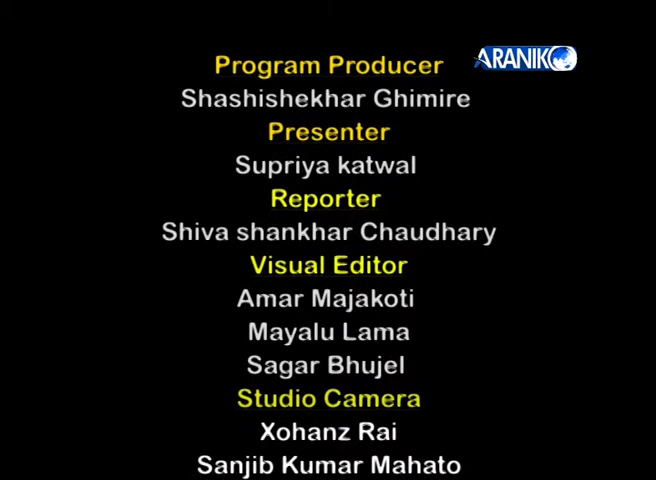 ARANIKO
Program Producer
Shashishekhar Ghimire
Presenter
Supriya katwal
Reporter
Shiva shankhar Chaudhary
Visual Editor
Amar Majakoti
Mayalu Lama
Sagar Bhujel
Studio Camera
Xohanz Rai
Sanjib Kumar Mahato